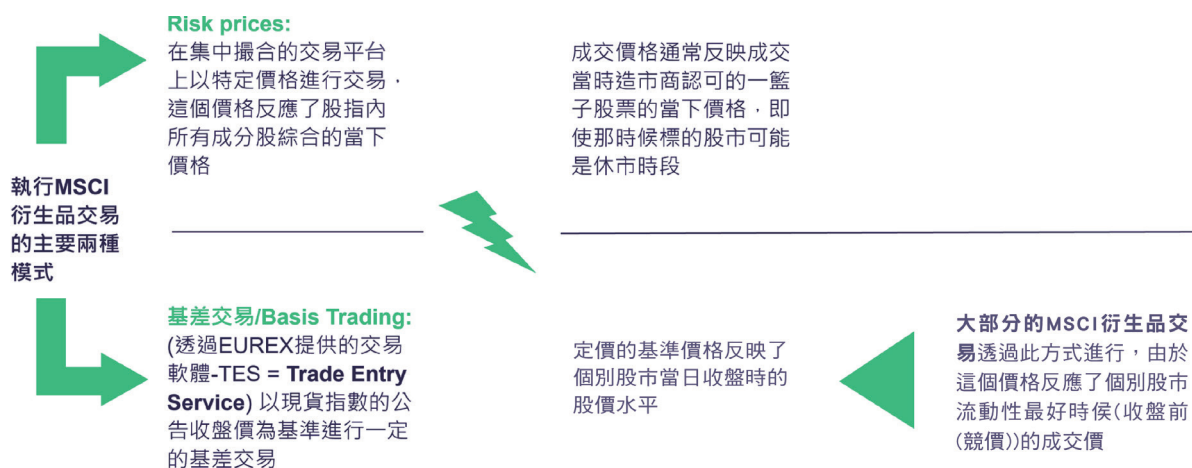 執行MSCI
衍生品交易
的主要兩種
模式
Risk prices:
在集中撮合的交易平台
上以特定價格進行交易，
這個價格反應了股指內
所有成分股綜合的當下
價格
成交價格通常反映成交
當時造市商認可的一籃
子股票的當下價格，即
使那時候標的股市可能
是休市時段
基差交易/Basis Trading:
(透過EUREX提供的交易
軟體-TES = Trade Entry
Service) 以現貨指數的公
告收盤價為基準進行一定
的基差交易
定價的基準價格反映了
個別股市當日收盤時的
股價水平
大部分的MSCI衍生品交
易透過此方式進行，由於
這個價格反應了個別股市
流動性最好時侯(收盤前
(競價))的成交價